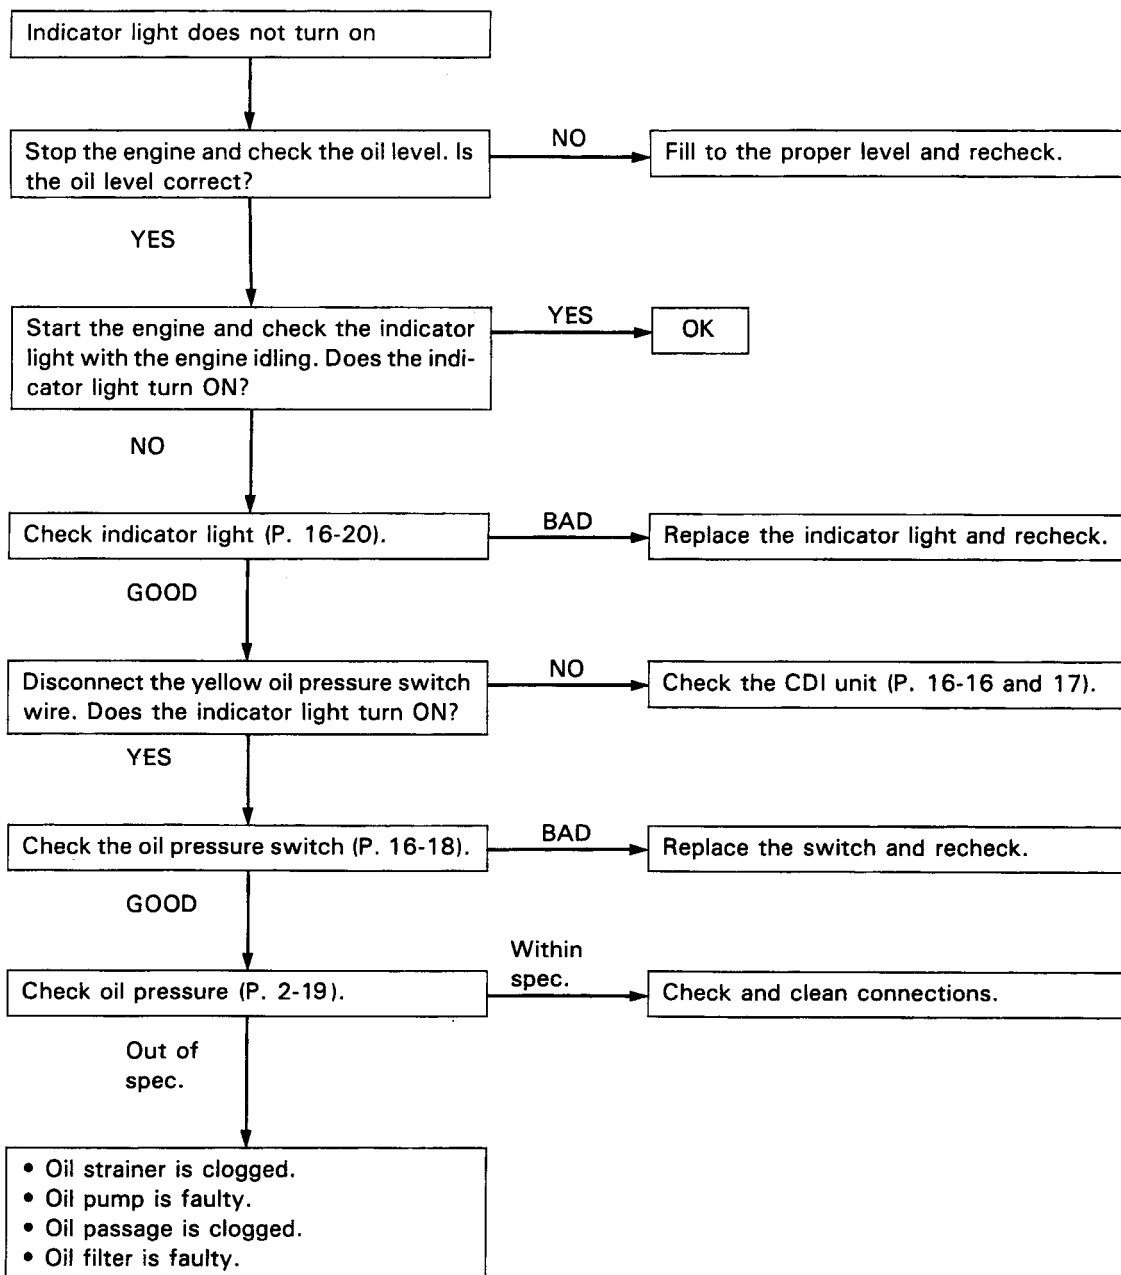 Indicator light does not turn on
Stop the engine and check the oil level. Is
the oil level correct?
NO
Fill to the proper level and recheck.
YES
Start the engine and check the indicator
light with the engine idling. Does the indi-
cator light turn ON?
YES
OK
NO
Check indicator light (P. 16-20).
BAD
Replace the indicator light and recheck.
GOOD
Disconnect the yellow oil pressure switch
wire. Does the indicator light turn ON?
NO
Check the CDI unit (P. 16-16 and 17).
YES
Check the oil pressure switch (P. 16-18).
BAD
Replace the switch and recheck.
GOOD
Check oil pressure (P. 2-19).
Within
spec.
Check and clean connections.
Out of
spec.
• Oil strainer is clogged.
• Oil pump is faulty.
• Oil passage is clogged.
• Oil filter is faulty.